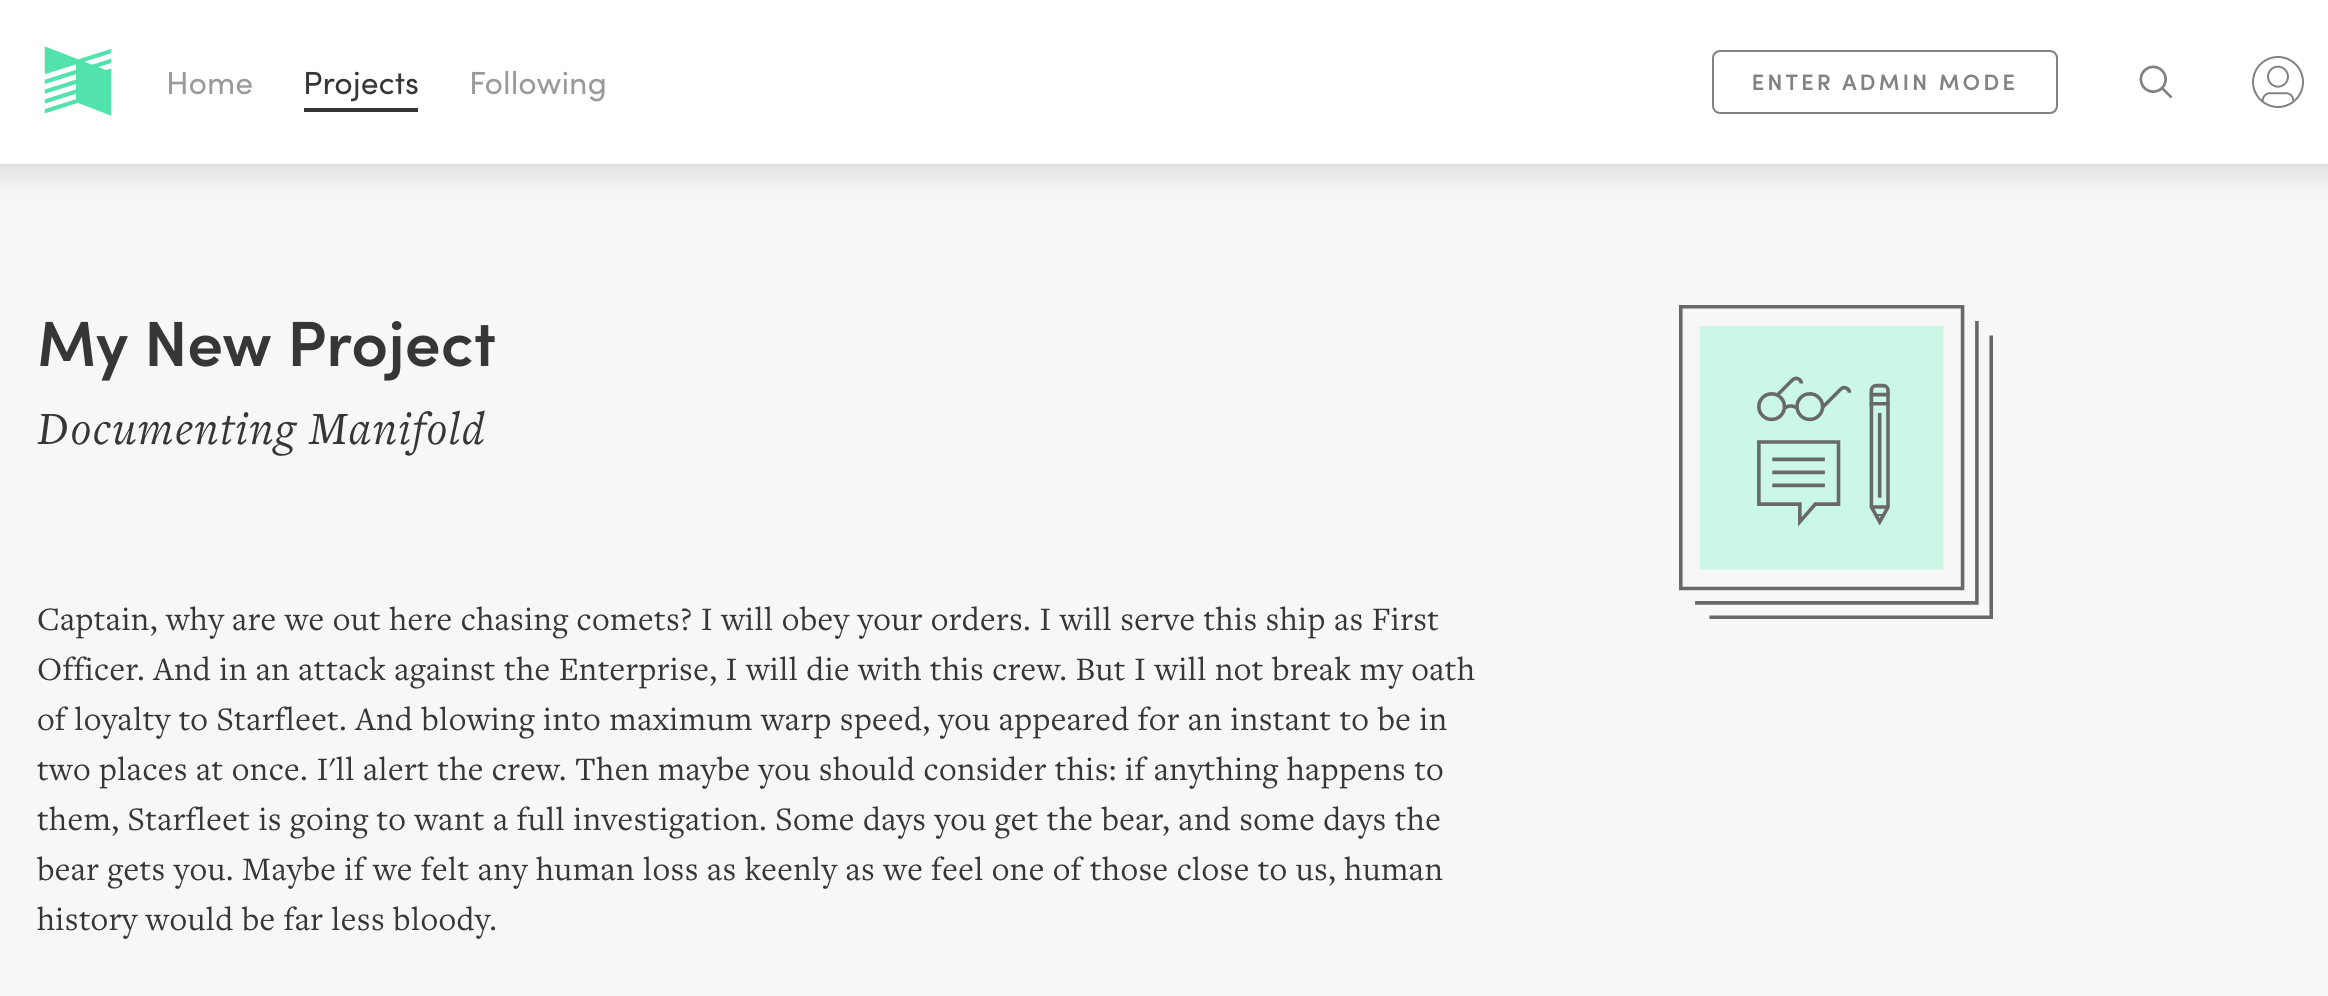 Home Projects Following ENTER ADMIN MODE
My New Project
Documenting Manifold
Captain, why are we out here chasing comets? I will obey your orders. I will serve this ship as First
Officer. And in an attack against the Enterprise, I will die with this crew. But I will not break my oath
of loyalty to Starfleet. And blowing into maximum warp speed, you appeared for an instant to be in
two places at once. I'll alert the crew. Then maybe you should consider this: if anything happens to
them, Starfleet is going to want a full investigation. Some days you get the bear, and some days the
bear gets you. Maybe if we felt any human loss as keenly as we feel one of those close to us, human
history would be far less bloody.